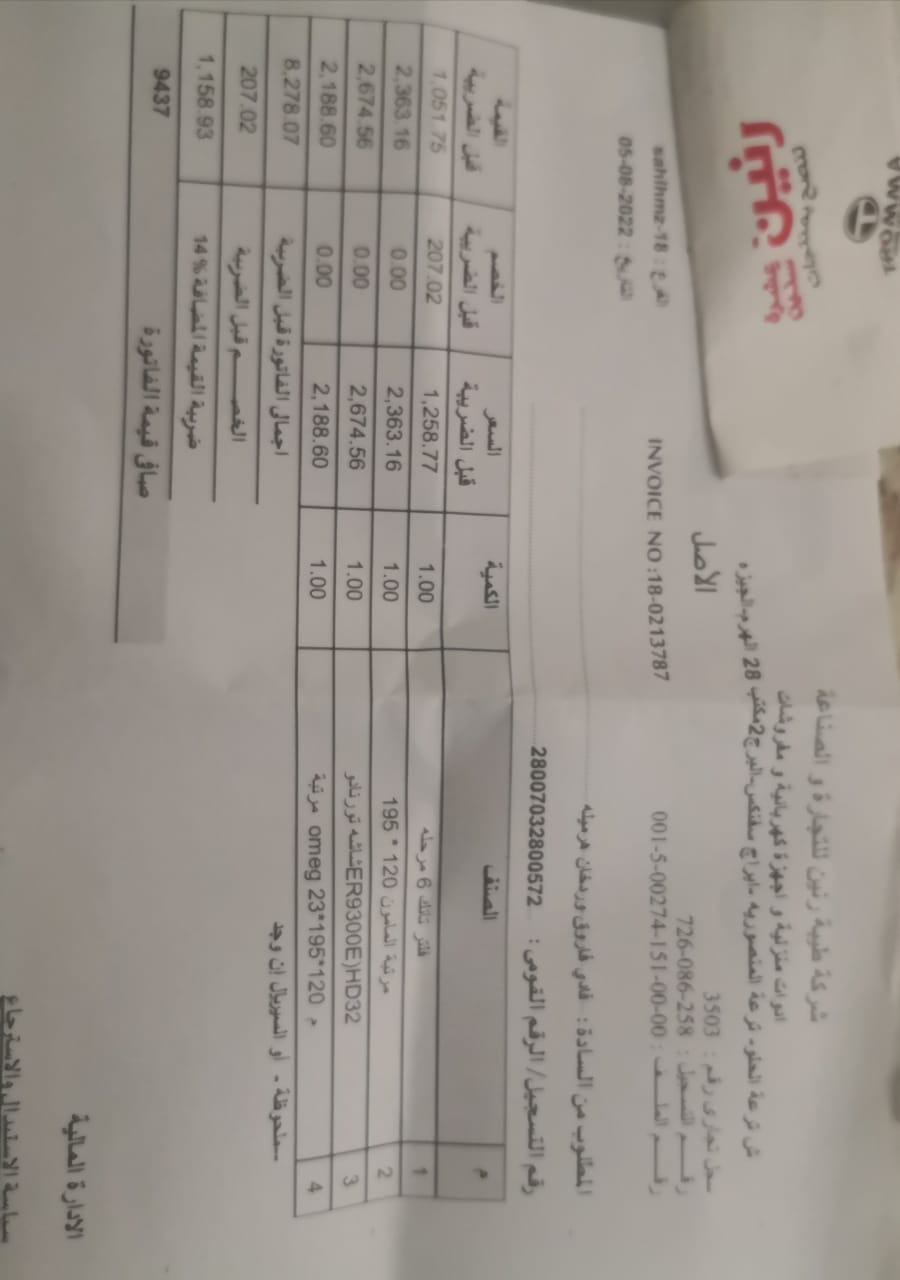 TROMMA
رنين
شركة طيبة رنين للتجارة و الصناعة
ادوات منزلية و اجهزة كهربائية و مفروشات
ش ترعة الحلو- ترعة المنصوريه -ابراج سفنكس-البرج2مكتب 28 الهرم-الجيزه
الأصل
سجل تجارى رقم : 3503
رقم التسجيل : 258-086-726
رقم الملف : 001-5-00274-151-00-00
INVOICE NO :18-0213787
الفرع : sahlhmz-18
التاريخ : 05-08-2022
المطلوب من السادة : فادي فاروق وردخان هرميله
رقم التسجيل/ الرقم القومى : 28007032800572
م الصنف الكمية السعر قبل الضريبة الخصم قبل الضريبة القيمة قبل الضريبة
1 فلتر تانك 6 مرحله 1.00 1,258.77 207.02 1,051.75
2 مرتبة المامون 120 * 195 1.00 2,363.16 0.00 2,363.16
3 ER9300E)HD32شاشه تورنادو 1.00 2,674.56 0.00 2,674.56
4 م 120*195*23 omeg مرتبة 1.00 2,188.60 0.00 2,188.60
ملحوظة - أو السيريال إن وجد
اجمالى الفاتورة قبل الضريبة 8,278.07
الخصم قبل الضريبة 207.02
ضريبة القيمة المضافة %14 1,158.93
صافى قيمة الفاتورة 9437
الادارة المالية
سياسة الاستبدال والاسترجاع